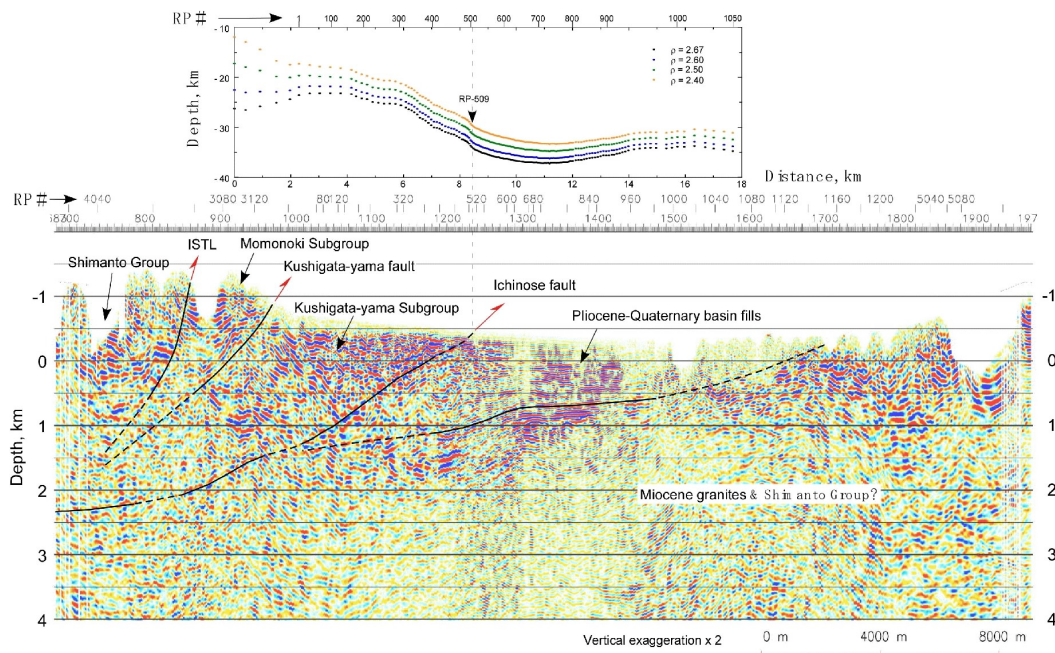 RP# 1 100 200 300 400 500 600 700 800 900 1000 1050
-10
-20
-30
-40
Depth, km
ρ = 2.67
ρ = 2.60
ρ = 2.50
ρ = 2.40
RP-509
0 2 4 6 8 10 12 14 16 18
Distance, km
RP# 4040 3080 3120 80 120 320 520 600 680 840 960 1000 1040 1080 1120 1160 1200 5040 5080
800 900 1000 1100 1200 1300 1400 1500 1600 1700 1800 1900 197
ISTL
Momonoki Subgroup
Shimanto Group
Kushigata-yama fault
Ichinose fault
Kushigata-yama Subgroup
Pliocene-Quaternary basin fills
-1 -1
0 0
1 1
Depth, km
2 2
Miocene granites & Shimanto Group?
3 3
4 4
Vertical exaggeration x 2
0 m 4000 m 8000 m